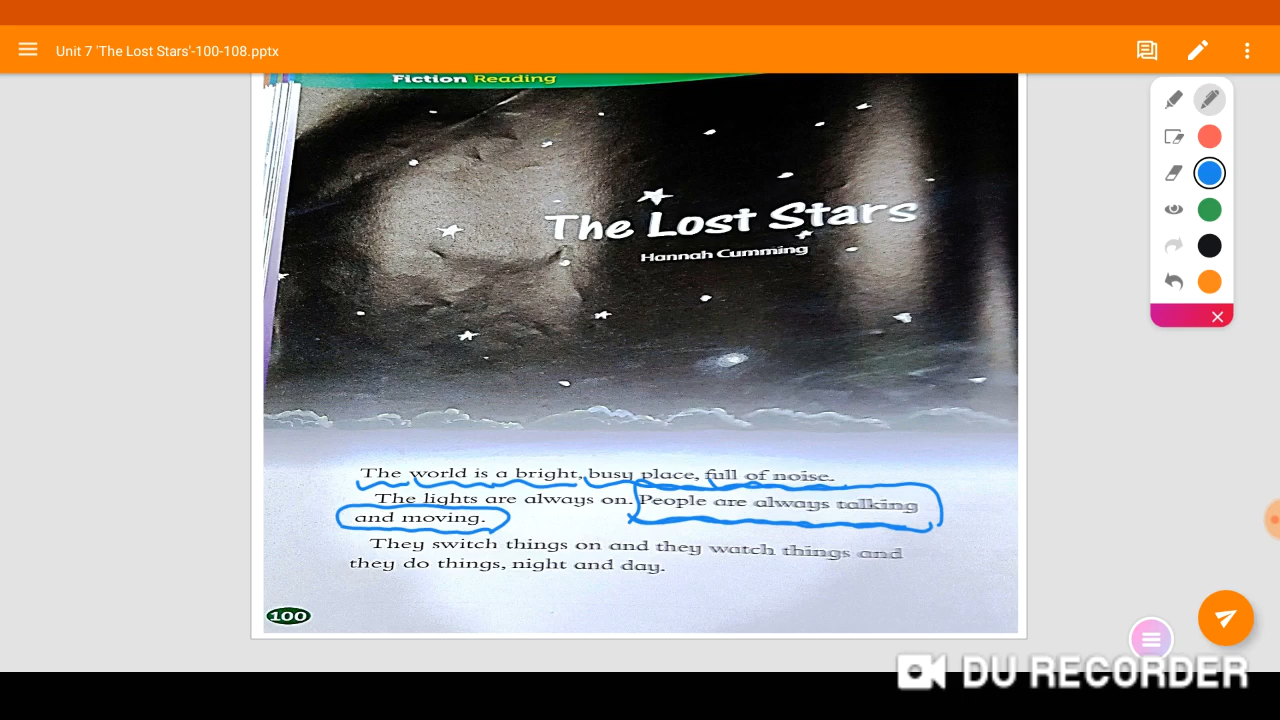 Unit 7 'The Lost Stars'-100-108.pptx
Fiction Reading
The Lost Stars
Hannah Cumming
The world is a bright, busy place, full of noise.
The lights are always on. People are always talking
and moving.
They switch things on and they watch things and
they do things, night and day.
100
DU RECORDER